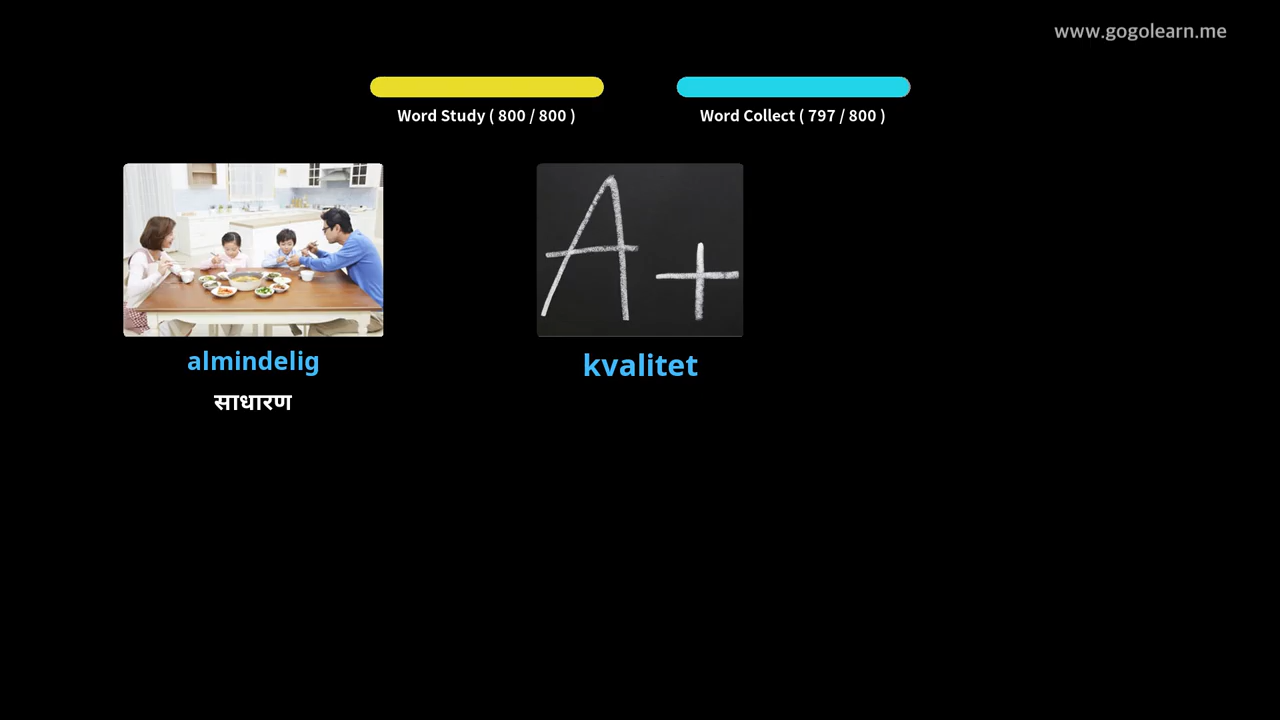 www.gogolearn.me
Word Study ( 800 / 800 )
Word Collect ( 797 / 800 )
A+
almindelig
kvalitet
साधारण